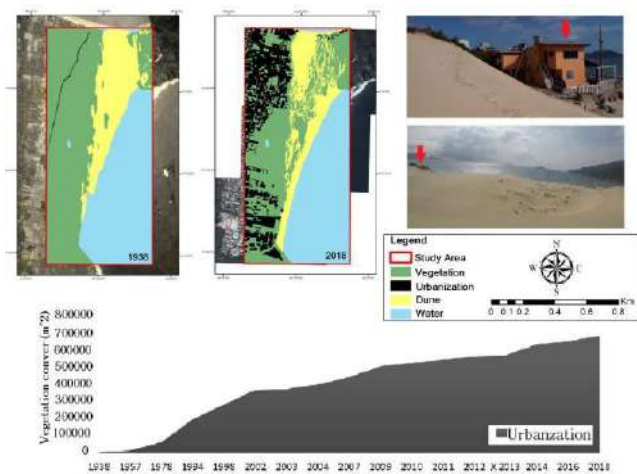 1938
2018
Legend
Study Area
Vegetation
Urbanization
Dune
Water
N
W
E
S
Km
0 0.1 0.2 0.4 0.6 0.8
Vegetation conver (m^2)
800000
700000
600000
500000
400000
300000
200000
100000
0
Urbanzation
1938 1957 1978 1994 1998 2002 2003 2004 2007 2009 2010 2012 X2013 2014 2016 2018